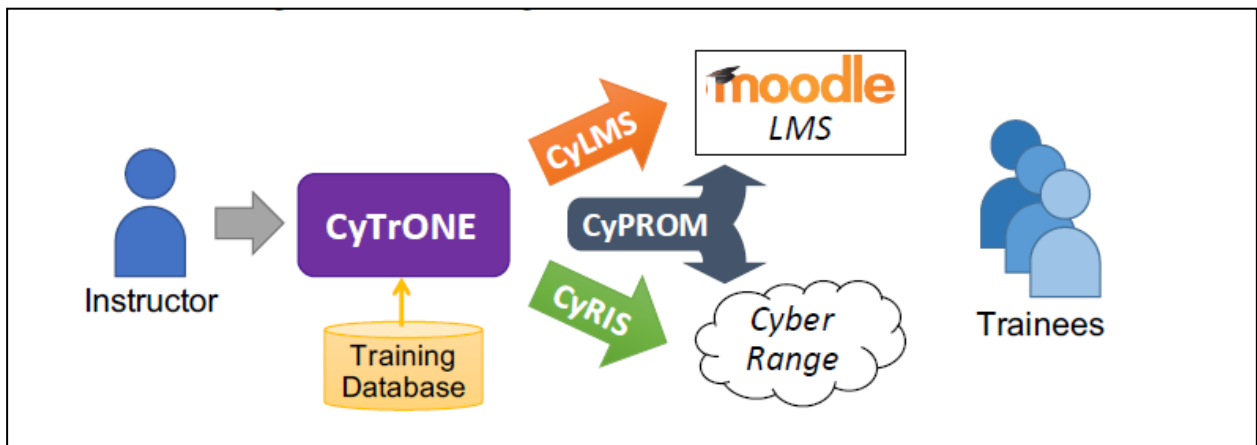 Instructor
CyTrONE
Training
Database
CyLMS
CyPROM
CyRIS
moodle
LMS
Cyber
Range
Trainees